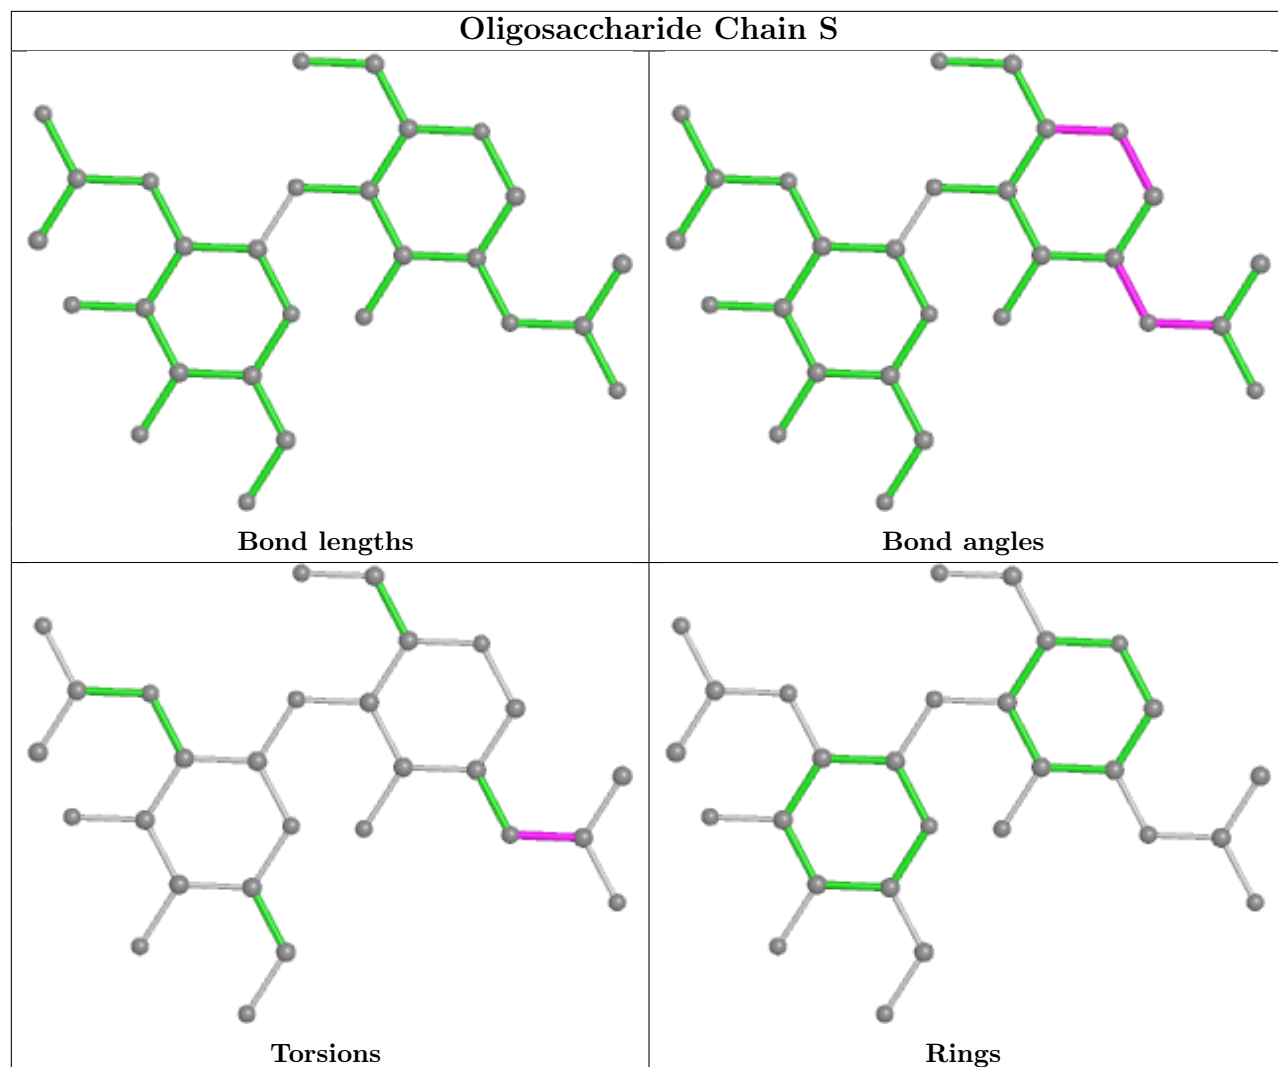 Oligosaccharide Chain S
Bond lengths
Bond angles
Torsions
Rings